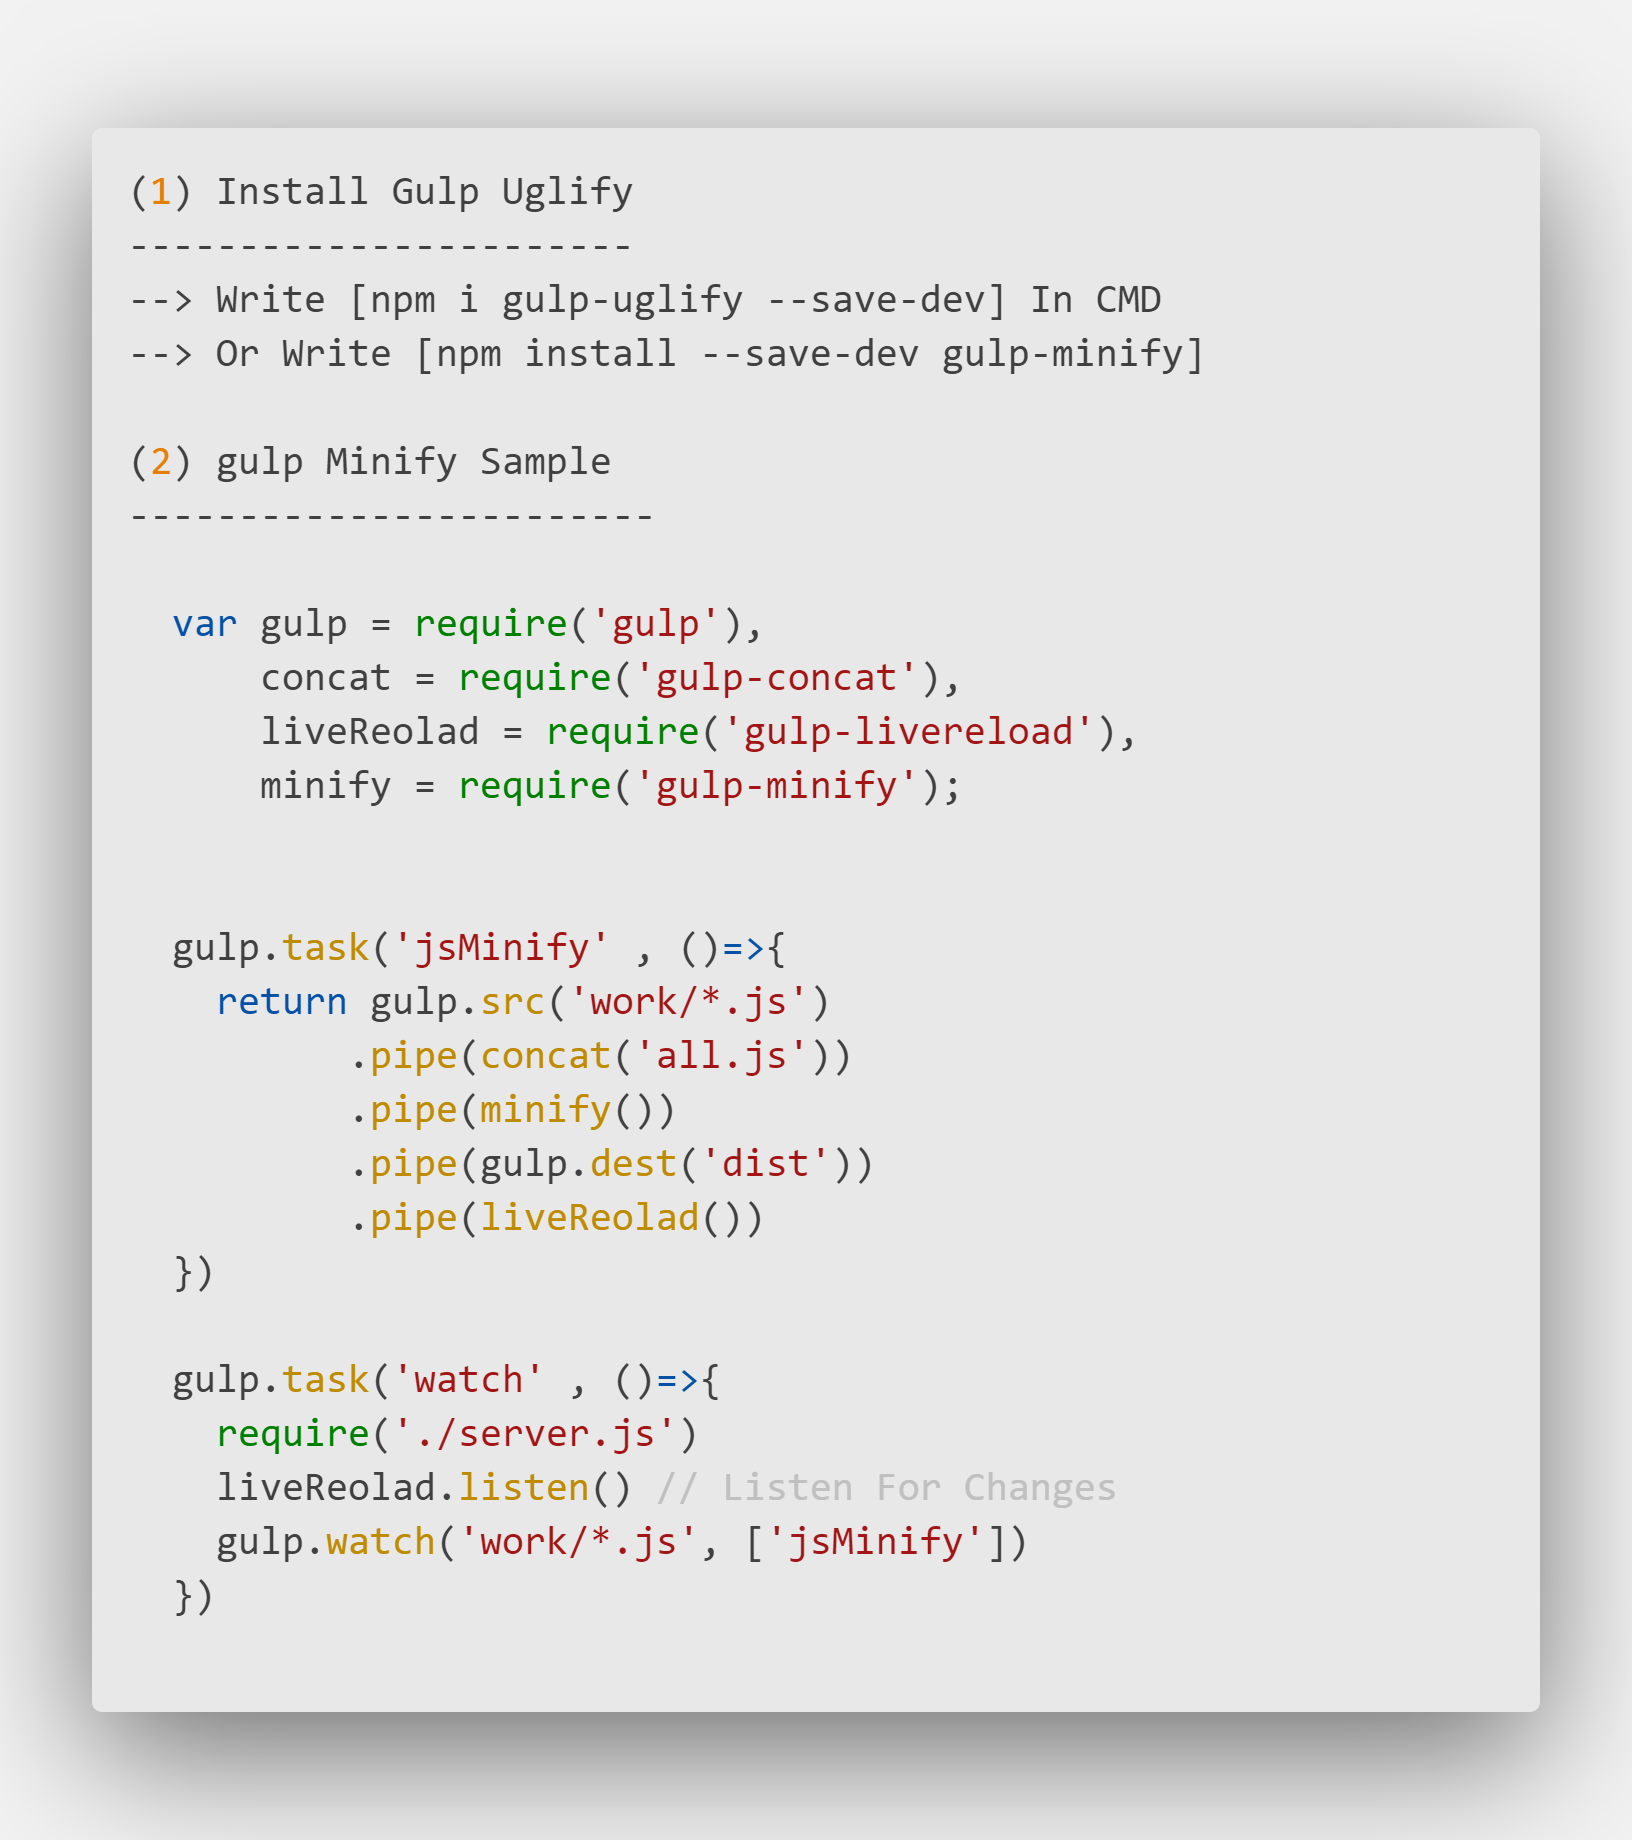 (1) Install Gulp Uglify
-----------------------
--> Write [npm i gulp-uglify --save-dev] In CMD
--> Or Write [npm install --save-dev gulp-minify]

(2) gulp Minify Sample
------------------------

  var gulp = require('gulp'),
      concat = require('gulp-concat'),
      liveReolad = require('gulp-livereload'),
      minify = require('gulp-minify');


  gulp.task('jsMinify' , ()=>{
    return gulp.src('work/*.js')
          .pipe(concat('all.js'))
          .pipe(minify())
          .pipe(gulp.dest('dist'))
          .pipe(liveReolad())
  })

  gulp.task('watch' , ()=>{
    require('./server.js')
    liveReolad.listen() // Listen For Changes
    gulp.watch('work/*.js', ['jsMinify'])
  })